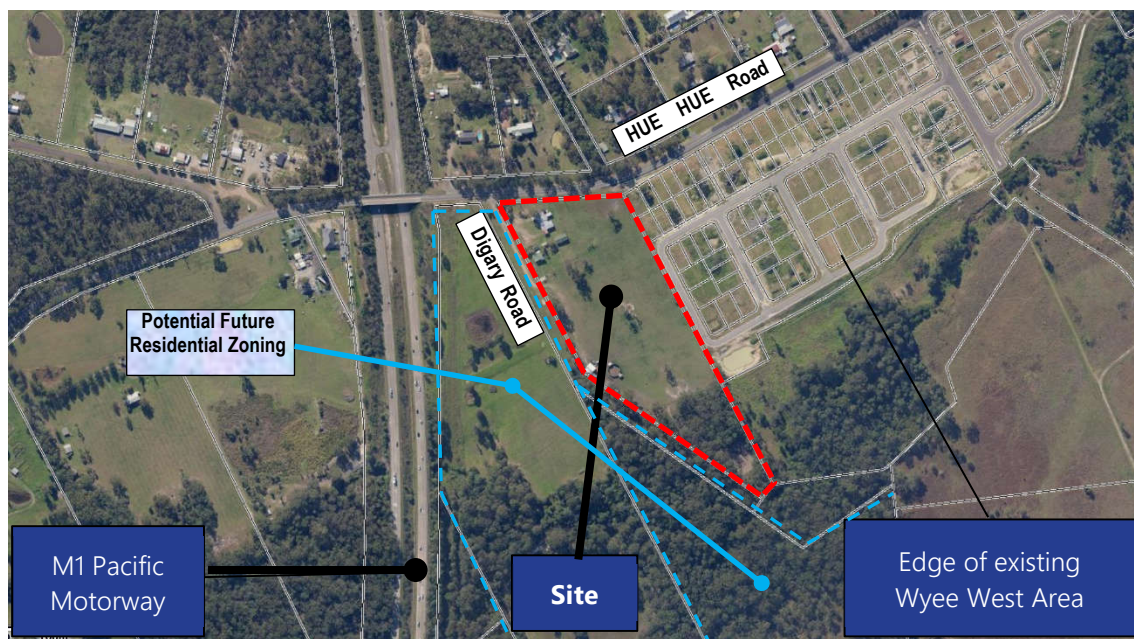 HUE HUE Road
Digary Road
Potential Future
Residential Zoning
M1 Pacific
Motorway
Site
Edge of existing
Wyee West Area